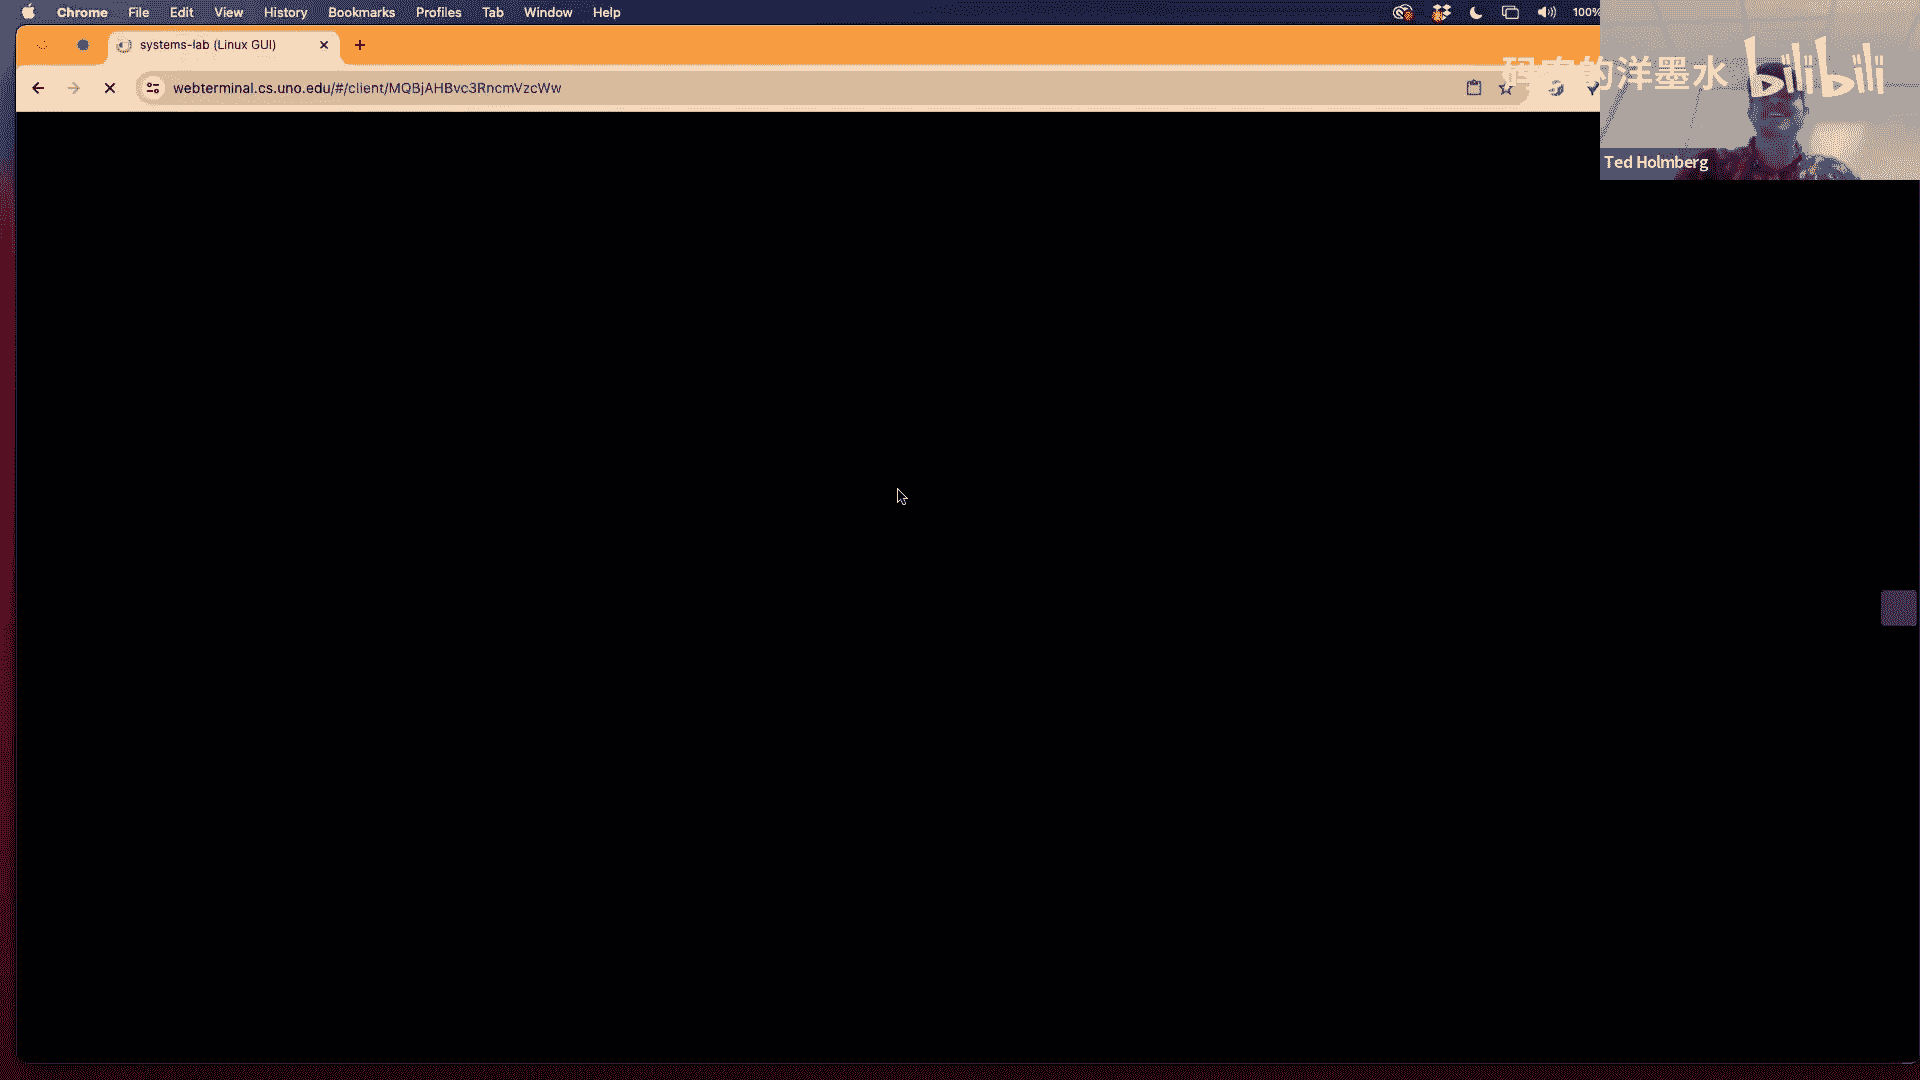 Chrome File Edit View History Bookmarks Profiles Tab Window Help 100%
systems-lab (Linux GUI)
webterminal.cs.uno.edu/#/client/MQBjAHBvc3RncmVzcWw
的洋墨水 bilibili
Ted Holmberg